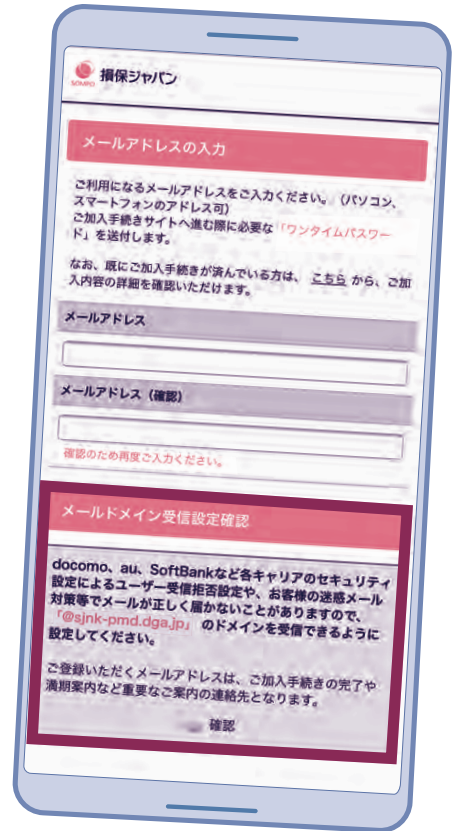 SOMPO
損保ジャパン
メールアドレスの入力
ご利用になるメールアドレスをご入力ください。（パソコン、
スマートフォンのアドレス可）
ご加入手続きサイトへ進む際に必要な「ワンタイムパスワー
ド」を送付します。
なお、既にご加入手続きが済んでいる方は、 こちら から、ご加
入内容の詳細を確認いただけます。
メールアドレス
メールアドレス（確認）
確認のため再度ご入力ください。
メールドメイン受信設定確認
docomo、au、SoftBankなど各キャリアのセキュリティ
設定によるユーザー受信拒否設定や、お客様の迷惑メール
対策等でメールが正しく届かないことがありますので、
「@sjnk-pmd.dga.jp」 のドメインを受信できるように
設定してください。
ご登録いただくメールアドレスは、ご加入手続きの完了や
満期案内など重要なご案内の連絡先となります。
確認